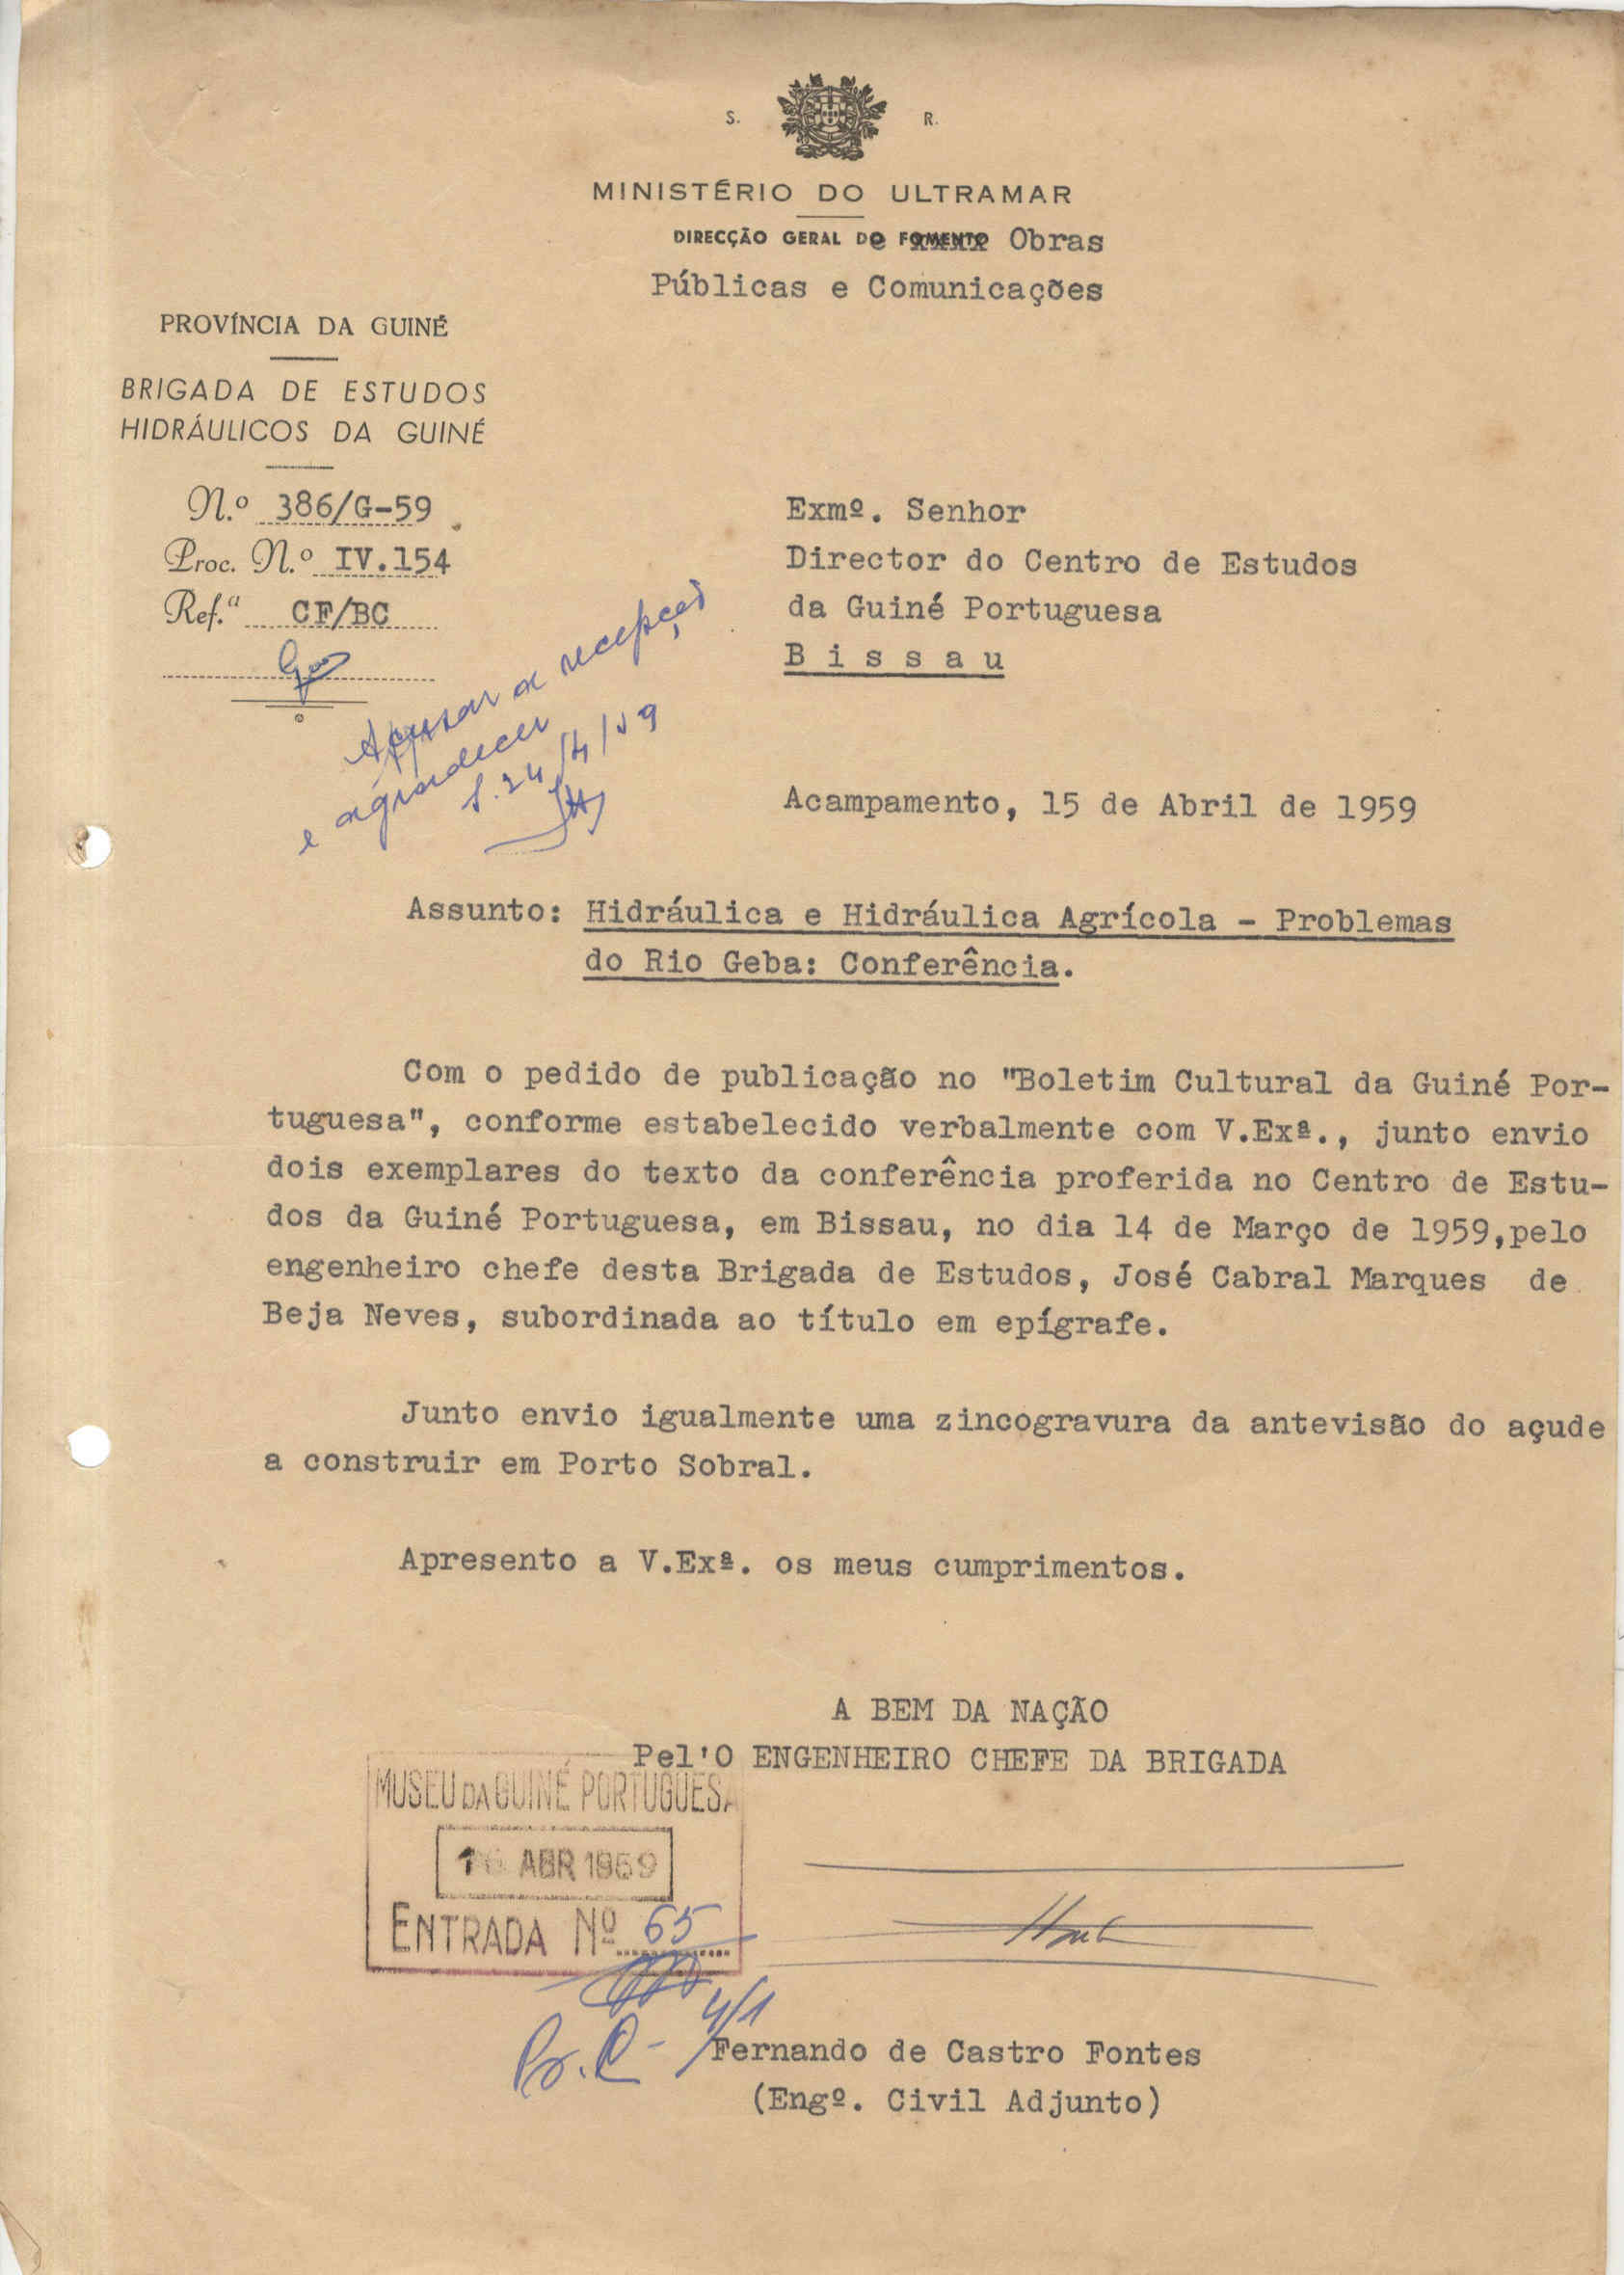 S. R.
MINISTÉRIO DO ULTRAMAR
DIRECÇÃO GERAL De FOMENTO Obras
Públicas e Comunicações
PROVÍNCIA DA GUINÉ
BRIGADA DE ESTUDOS
HIDRÁULICOS DA GUINÉ
N.º 386/G-59
Proc. N.º IV.154
Ref.ª CF/BC
Exmº. Senhor
Director do Centro de Estudos
da Guiné Portuguesa
B i s s a u
Acusar a recepção
e agradecer
24/4/59
Acampamento, 15 de Abril de 1959
Assunto: Hidráulica e Hidráulica Agrícola - Problemas
do Rio Geba: Conferência.
Com o pedido de publicação no "Boletim Cultural da Guiné Por-
tuguesa", conforme estabelecido verbalmente com V.Exª., junto envio
dois exemplares do texto da conferência proferida no Centro de Estu-
dos da Guiné Portuguesa, em Bissau, no dia 14 de Março de 1959,pelo
engenheiro chefe desta Brigada de Estudos, José Cabral Marques de
Beja Neves, subordinada ao título em epígrafe.
Junto envio igualmente uma zincogravura da antevisão do açude
a construir em Porto Sobral.
Apresento a V.Exª. os meus cumprimentos.
A BEM DA NAÇÃO
Pel'O ENGENHEIRO CHEFE DA BRIGADA
MUSEU DA GUINÉ PORTUGUESA
16 ABR 1959
ENTRADA Nº 65
4/1
Fernando de Castro Fontes
(Engº. Civil Adjunto)